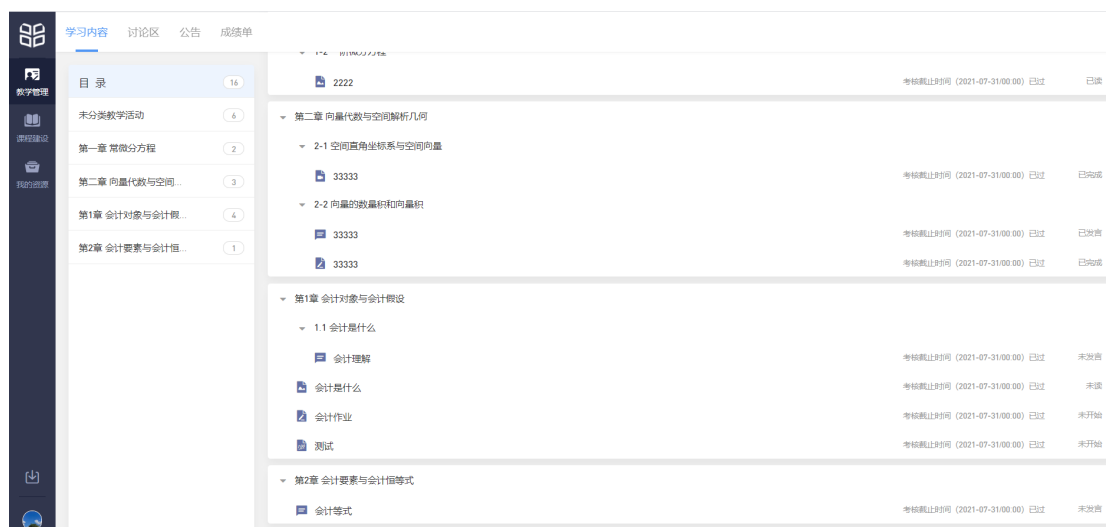 学习内容 讨论区 公告 成绩单
教学管理
课程建设
我的资源
目 录 16
未分类教学活动 6
第一章 常微分方程 2
第二章 向量代数与空间... 3
第1章 会计对象与会计假... 4
第2章 会计要素与会计恒... 1
2222 考核截止时间 (2021-07-31/00:00) 已过 已读
第二章 向量代数与空间解析几何
2-1 空间直角坐标系与空间向量
33333 考核截止时间 (2021-07-31/00:00) 已过 已完成
2-2 向量的数量积和向量积
33333 考核截止时间 (2021-07-31/00:00) 已过 已发言
33333 考核截止时间 (2021-07-31/00:00) 已过 已完成
第1章 会计对象与会计假设
1.1 会计是什么
会计理解 考核截止时间 (2021-07-31/00:00) 已过 未发言
会计是什么 考核截止时间 (2021-07-31/00:00) 已过 未读
会计作业 考核截止时间 (2021-07-31/00:00) 已过 未开始
测试 考核截止时间 (2021-07-31/00:00) 已过 未开始
第2章 会计要素与会计恒等式
会计等式 考核截止时间 (2021-07-31/00:00) 已过 未发言